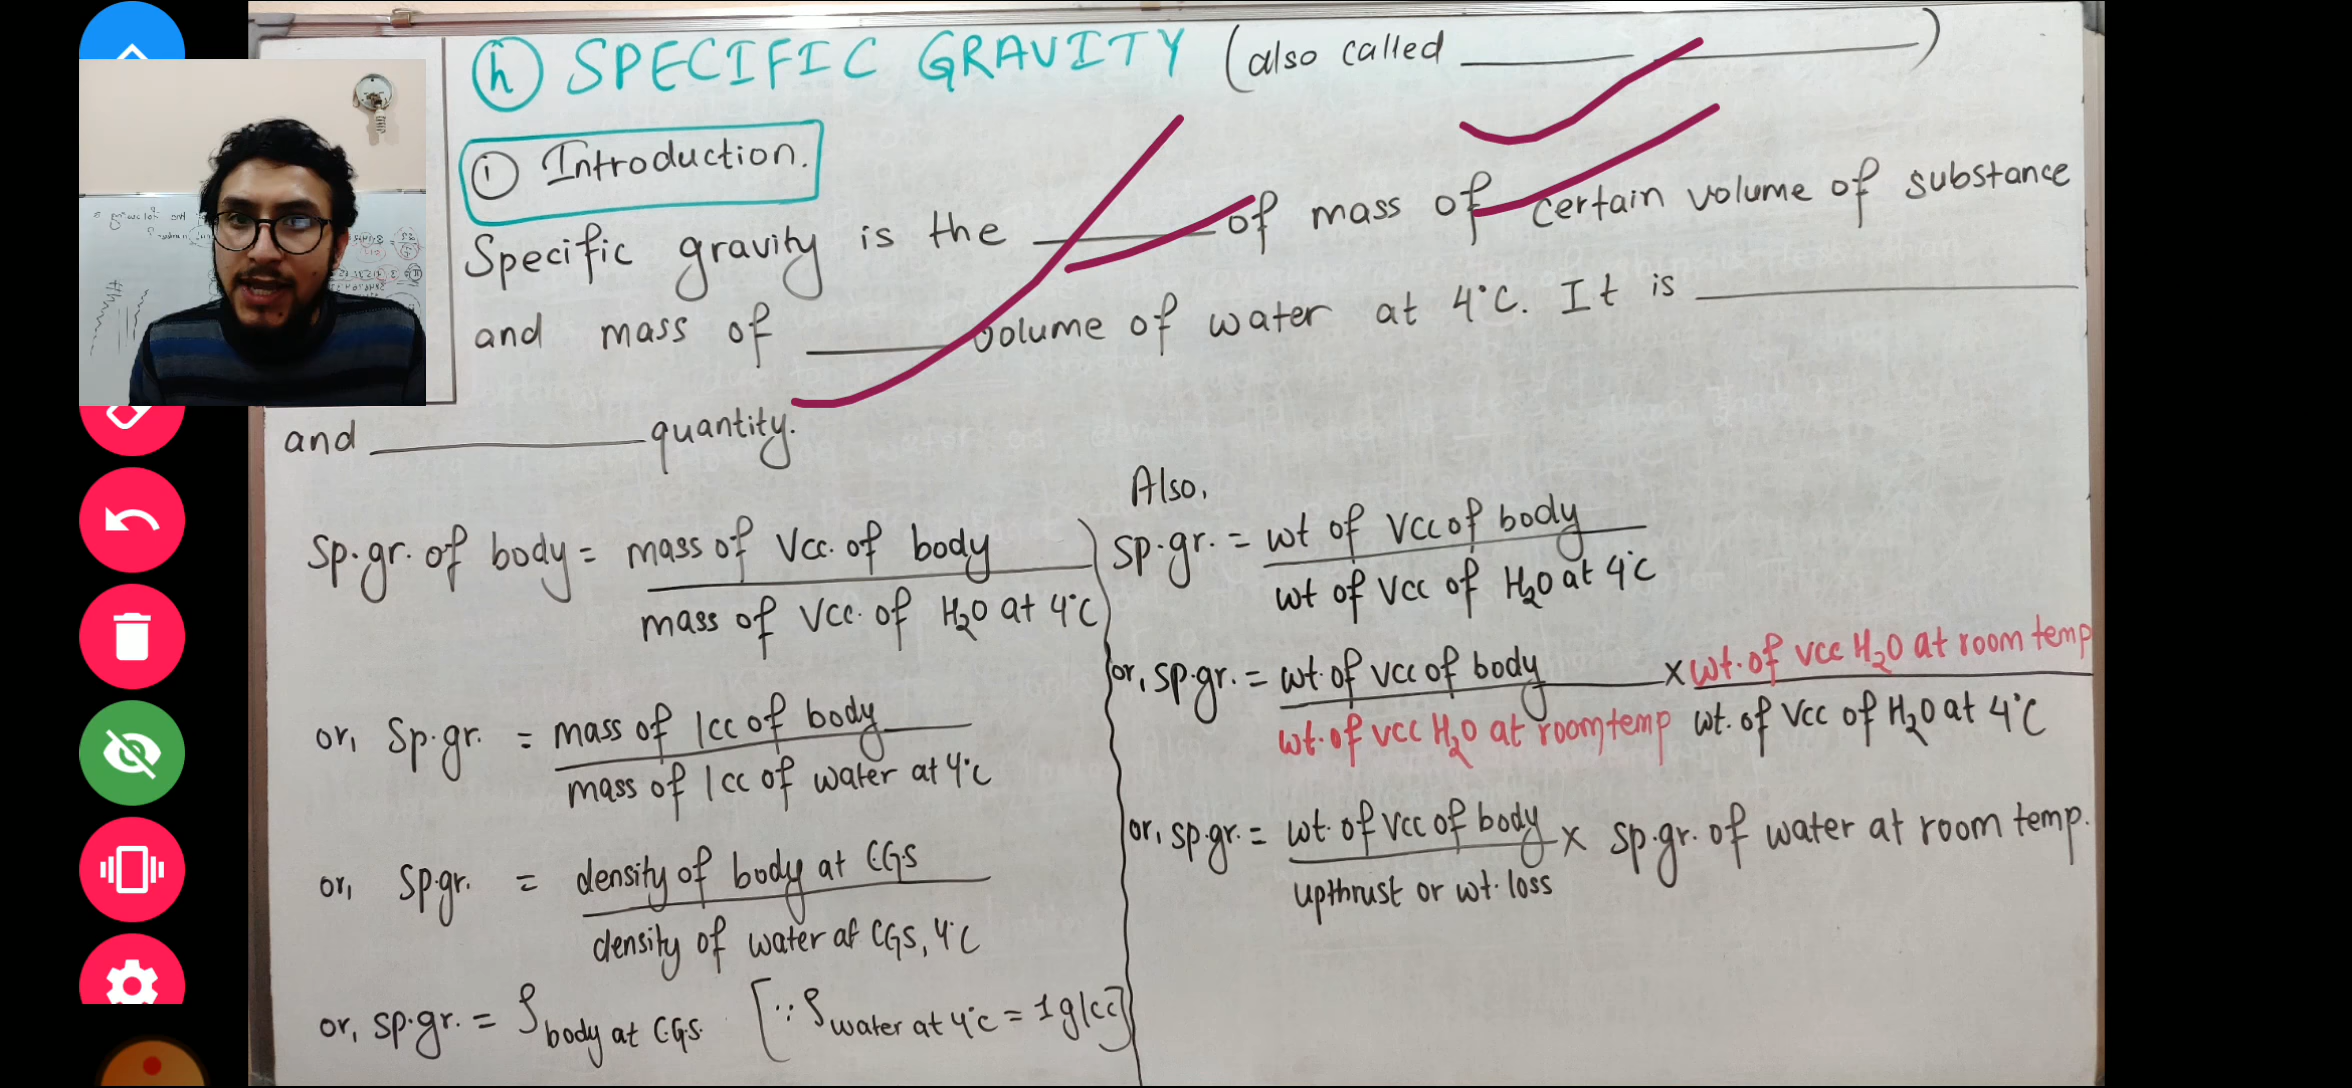 (h) SPECIFIC GRAVITY (also called ____ ____)
(i) Introduction.
Specific gravity is the ____ of mass of certain volume of substance
and mass of ____ volume of water at 4°C. It is ____
and ____ quantity.
Sp.gr. of body = mass of Vcc. of body
mass of Vcc. of H₂O at 4°C
or, Sp.gr. = mass of 1cc of body
mass of 1cc of water at 4°C
or, Sp.gr. = density of body at C.G.S
density of water at CGS, 4°C
or, sp.gr. = ρ body at C.G.S. [∵ ρ water at 4°C = 1g/cc]
Also,
sp.gr. = wt of Vcc of body
wt of Vcc of H₂O at 4°C
or, sp.gr. = wt. of vcc of body × wt. of vcc H₂O at room temp
wt. of vcc H₂O at room temp wt. of Vcc of H₂O at 4°C
or, sp.gr. = wt. of vcc of body × sp.gr. of water at room temp.
upthrust or wt. loss